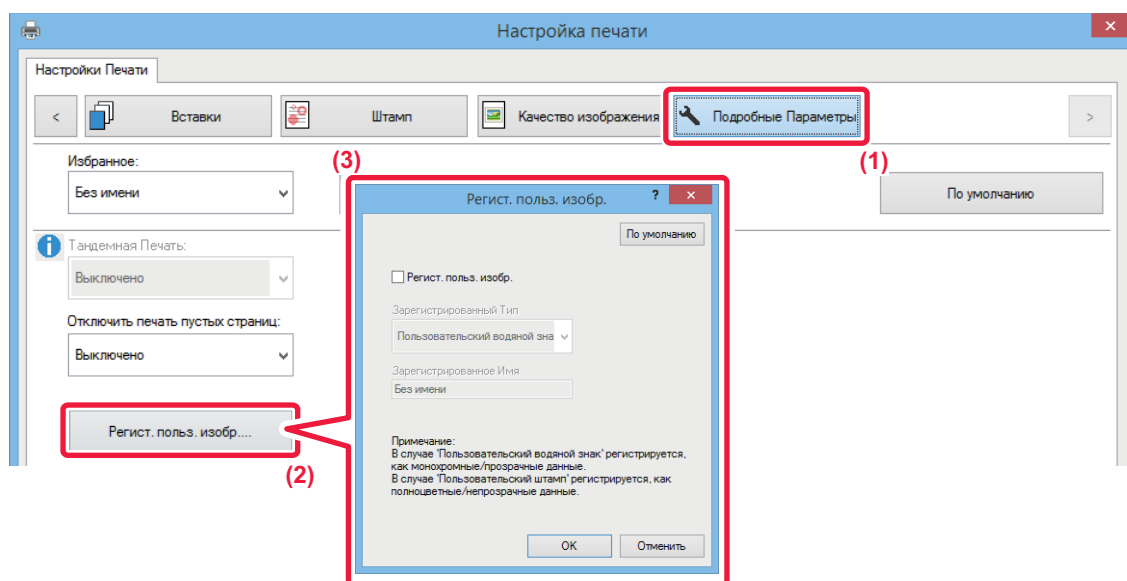 Настройка печати
Настройки Печати
< Вставки Штамп Качество изображения Подробные Параметры >
(1)
Избранное:
Без имени
По умолчанию
Тандемная Печать:
Выключено
Отключить печать пустых страниц:
Выключено
Регист. польз. изобр....
(2)
(3)
Регист. польз. изобр. ?
По умолчанию
Регист. польз. изобр.
Зарегистрированный Тип
Пользовательский водяной зна
Зарегистрированное Имя
Без имени
Примечание:
В случае 'Пользовательский водяной знак' регистрируется,
как монохромные/прозрачные данные.
В случае 'Пользовательский штамп' регистрируется, как
полноцветные/непрозрачные данные.
OK Отменить